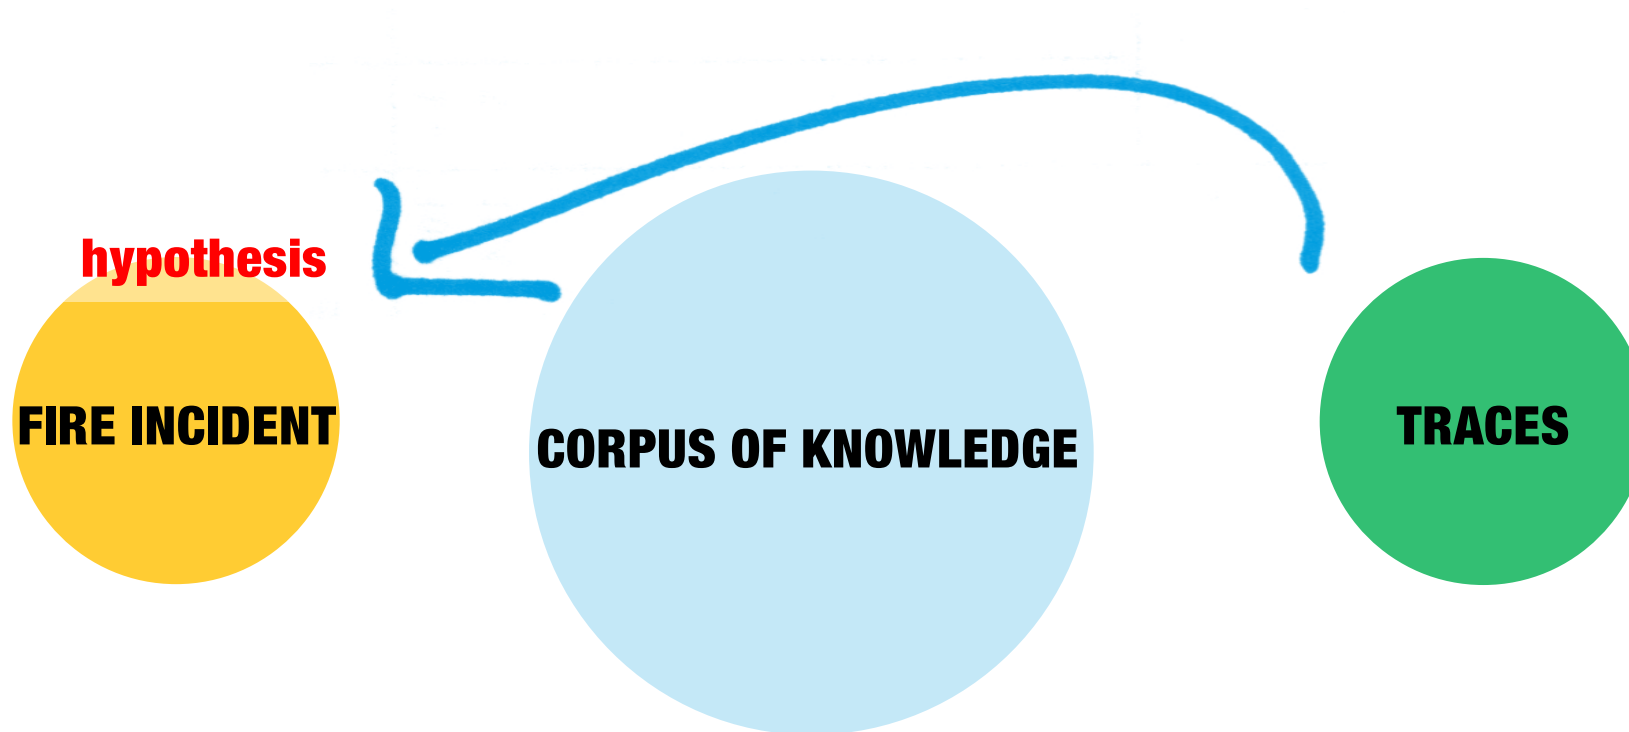 hypothesis
FIRE INCIDENT
CORPUS OF KNOWLEDGE
TRACES